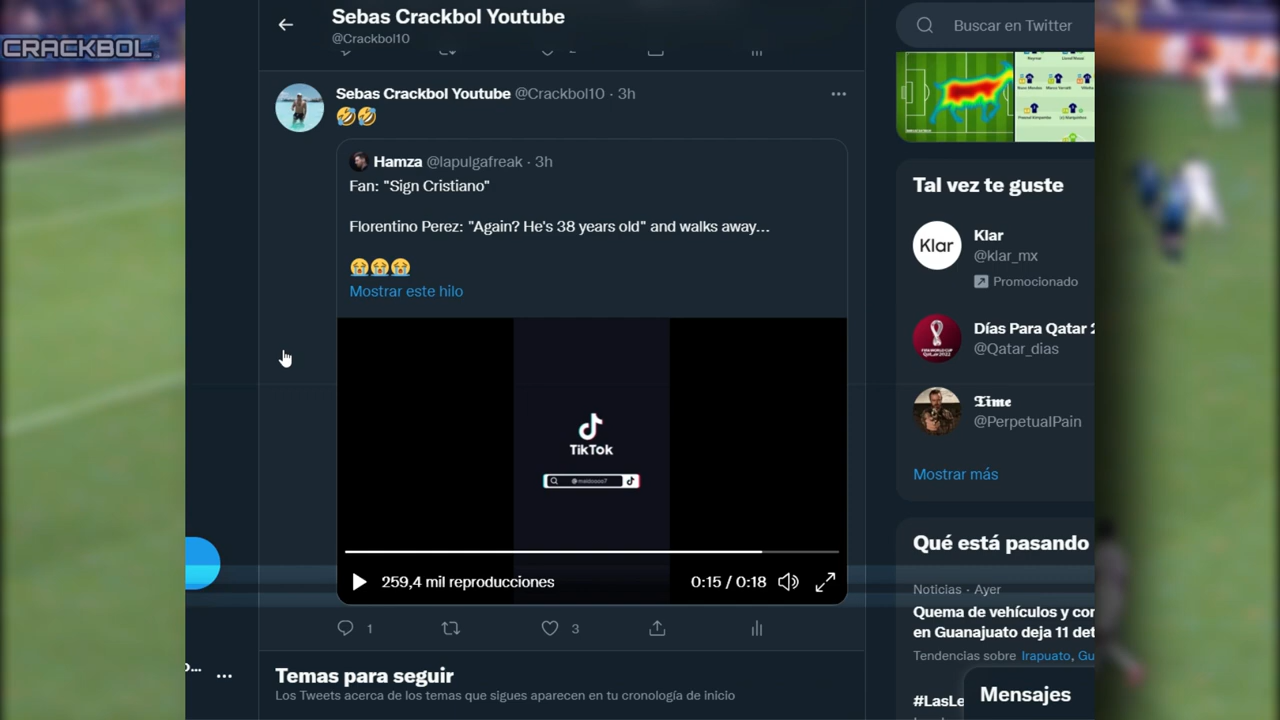 CRACKBOL
Sebas Crackbol Youtube
@Crackbol10
Sebas Crackbol Youtube @Crackbol10 · 3h
🤣🤣
Hamza @lapulgafreak · 3h
Fan: "Sign Cristiano"
Florentino Perez: "Again? He's 38 years old" and walks away...
😭😭😭
Mostrar este hilo
TikTok
259,4 mil reproducciones
0:15 / 0:18
1
3
Temas para seguir
Los Tweets acerca de los temas que sigues aparecen en tu cronología de inicio
Buscar en Twitter
Tal vez te guste
Klar
Klar
@klar_mx
Promocionado
Días Para Qatar 2
@Qatar_dias
𝕿𝖎𝖒𝖊
@PerpetualPain
Mostrar más
Qué está pasando
Noticias · Ayer
Quema de vehículos y cor
en Guanajuato deja 11 det
Tendencias sobre Irapuato, Gu
#LasLe
Mensajes